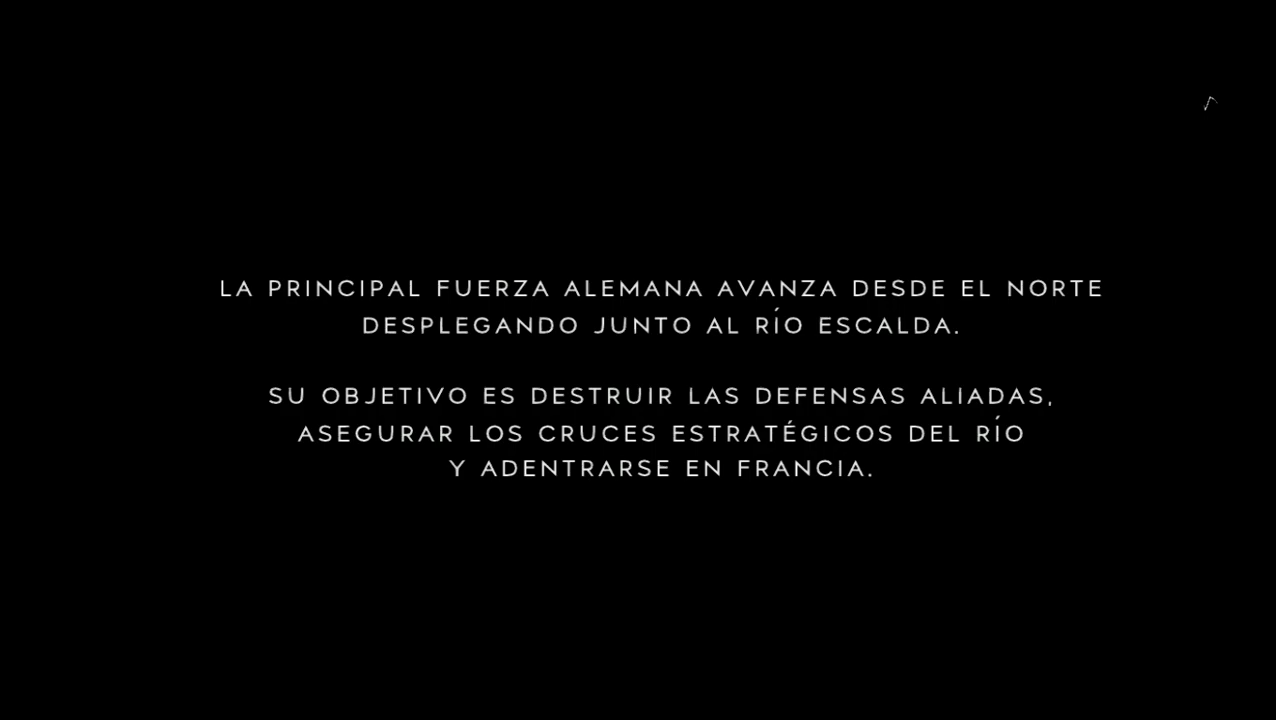 LA PRINCIPAL FUERZA ALEMANA AVANZA DESDE EL NORTE
DESPLEGANDO JUNTO AL RÍO ESCALDA.
SU OBJETIVO ES DESTRUIR LAS DEFENSAS ALIADAS,
ASEGURAR LOS CRUCES ESTRATÉGICOS DEL RÍO
Y ADENTRARSE EN FRANCIA.